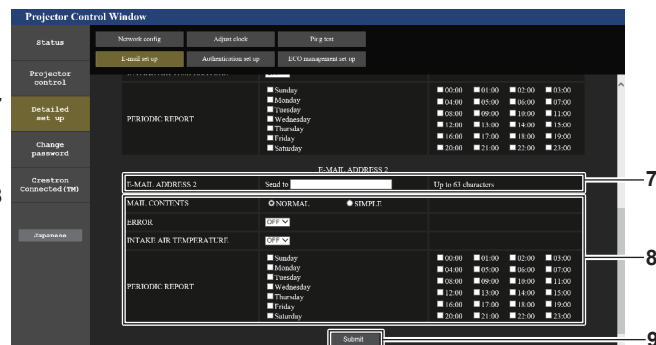 Projector Control Window
Status
Network config
Adjust clock
Ping test
E-mail set up
Authentication set up
ECO management set up
Projector control
Detailed set up
Change password
Crestron Connected(TM)
Japanese
PERIODIC REPORT
Sunday
Monday
Tuesday
Wednesday
Thursday
Friday
Saturday
00:00 01:00 02:00 03:00
04:00 05:00 06:00 07:00
08:00 09:00 10:00 11:00
12:00 13:00 14:00 15:00
16:00 17:00 18:00 19:00
20:00 21:00 22:00 23:00
E-MAIL ADDRESS 2
E-MAIL ADDRESS 2 Send to Up to 63 characters
7
MAIL CONTENTS NORMAL SIMPLE
ERROR OFF
INTAKE AIR TEMPERATURE OFF
8
PERIODIC REPORT
Sunday
Monday
Tuesday
Wednesday
Thursday
Friday
Saturday
00:00 01:00 02:00 03:00
04:00 05:00 06:00 07:00
08:00 09:00 10:00 11:00
12:00 13:00 14:00 15:00
16:00 17:00 18:00 19:00
20:00 21:00 22:00 23:00
Submit
9